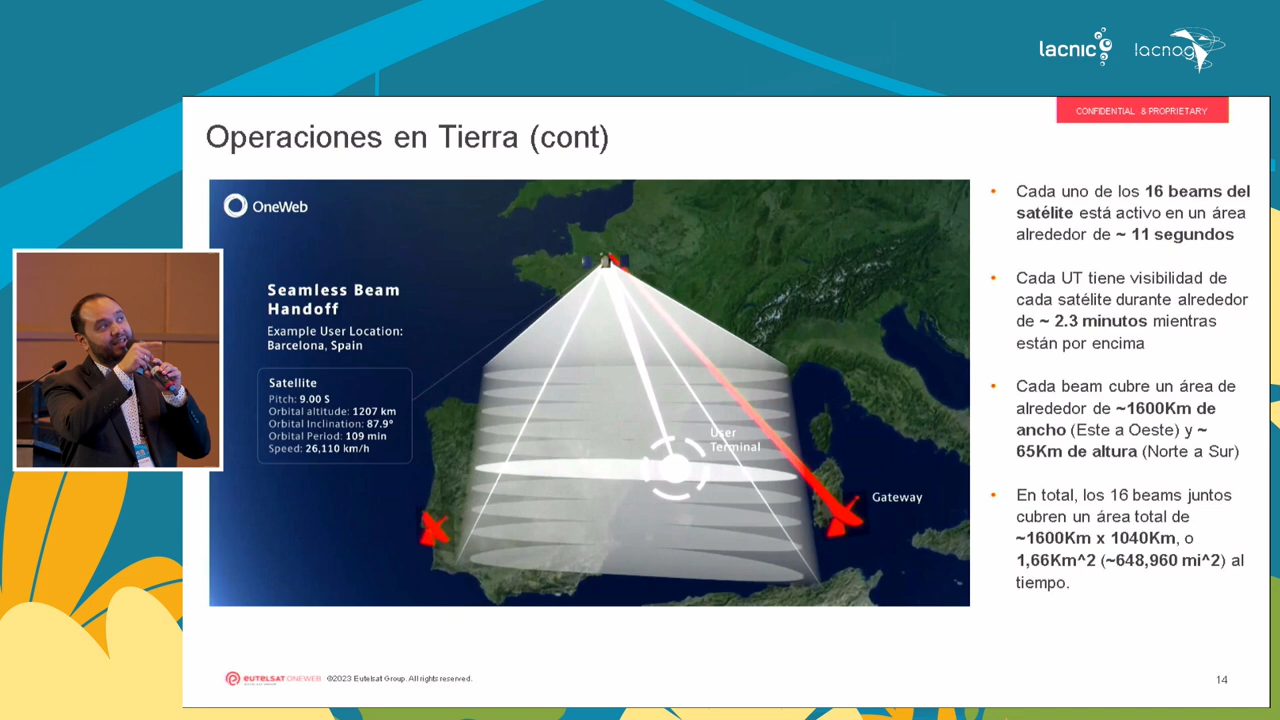 lacnic
lacnog
CONFIDENTIAL & PROPRIETARY
Operaciones en Tierra (cont)
OneWeb
Seamless Beam
Handoff
Example User Location:
Barcelona, Spain
Satellite
Pitch: 9.00 S
Orbital altitude: 1207 km
Orbital Inclination: 87.9°
Orbital Period: 109 min
Speed: 26,110 km/h
User
Terminal
Gateway
• Cada uno de los 16 beams del
satélite está activo en un área
alrededor de ~ 11 segundos
• Cada UT tiene visibilidad de
cada satélite durante alrededor
de ~ 2.3 minutos mientras
están por encima
• Cada beam cubre un área de
alrededor de ~1600Km de
ancho (Este a Oeste) y ~
65Km de altura (Norte a Sur)
• En total, los 16 beams juntos
cubren un área total de
~1600Km x 1040Km, o
1,66Km^2 (~648,960 mi^2) al
tiempo.
eutelsat ONEWEB ©2023 Eutelsat Group. All rights reserved.
14